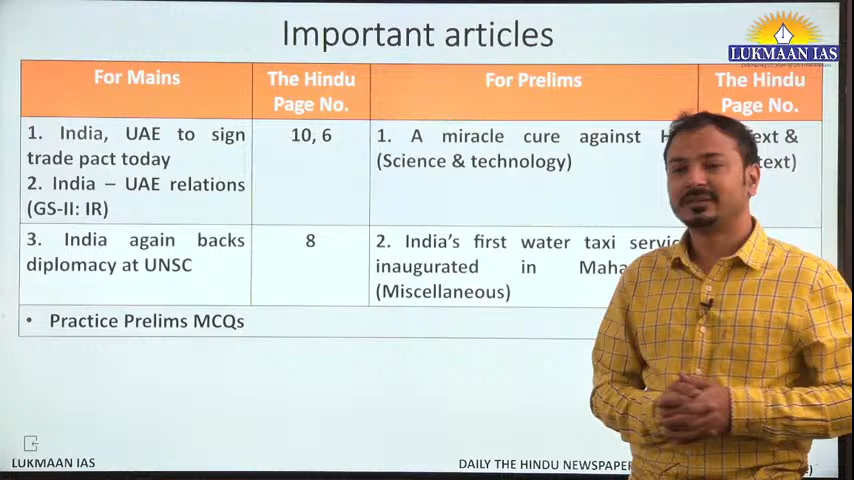 Important articles
LUKMAAN IAS
For Mains
The Hindu
Page No.
For Prelims
The Hindu
Page No.
1. India, UAE to sign
trade pact today
2. India – UAE relations
(GS-II: IR)
10, 6
1. A miracle cure against
(Science & technology)
Text &
3. India again backs
diplomacy at UNSC
8
2. India's first water taxi
inaugurated in
(Miscellaneous)
• Practice Prelims MCQs
LUKMAAN IAS
DAILY THE HINDU NEWSPAPER